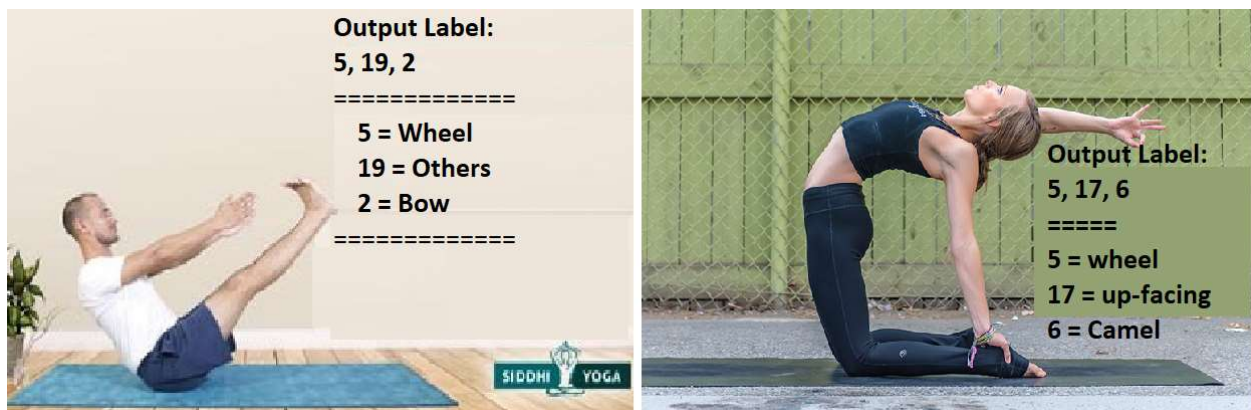 Output Label:
5, 19, 2
=============
5 = Wheel
19 = Others
2 = Bow
=============
SIDDHI YOGA
Output Label:
5, 17, 6
=====
5 = wheel
17 = up-facing
6 = Camel